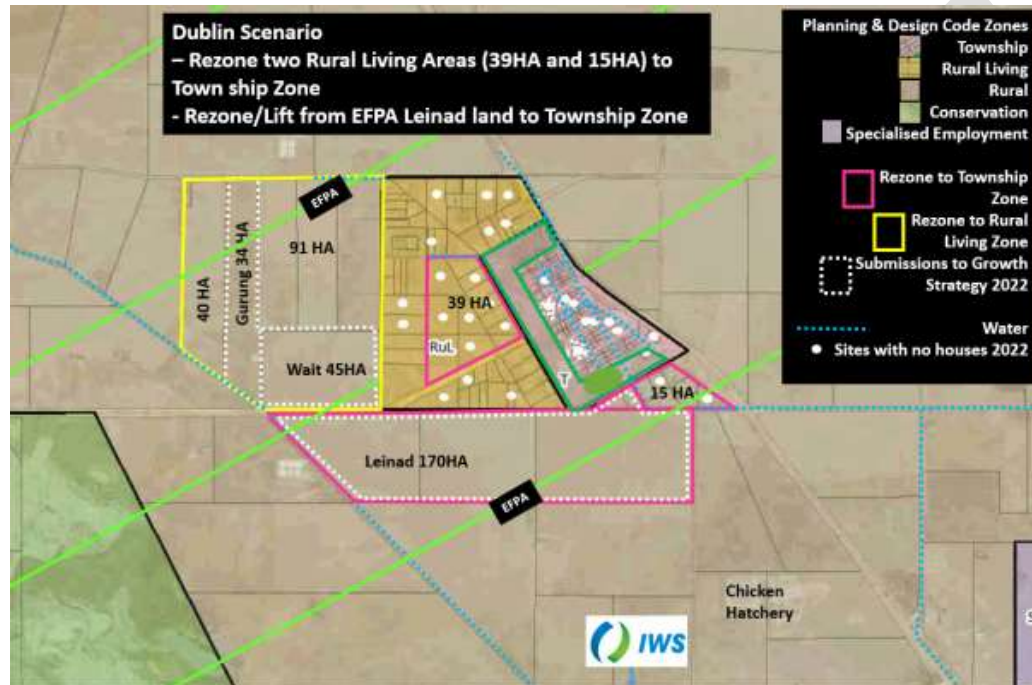 Dublin Scenario
– Rezone two Rural Living Areas (39HA and 15HA) to
Town ship Zone
- Rezone/Lift from EFPA Leinad land to Township Zone
Planning & Design Code Zones
Township
Rural Living
Rural
Conservation
Specialised Employment
Rezone to Township
Zone
Rezone to Rural
Living Zone
Submissions to Growth
Strategy 2022
Water
Sites with no houses 2022
EFPA
40 HA
Gurung 34 HA
91 HA
Wait 45HA
39 HA
RuL
T
15 HA
Leinad 170HA
EFPA
Chicken
Hatchery
IWS